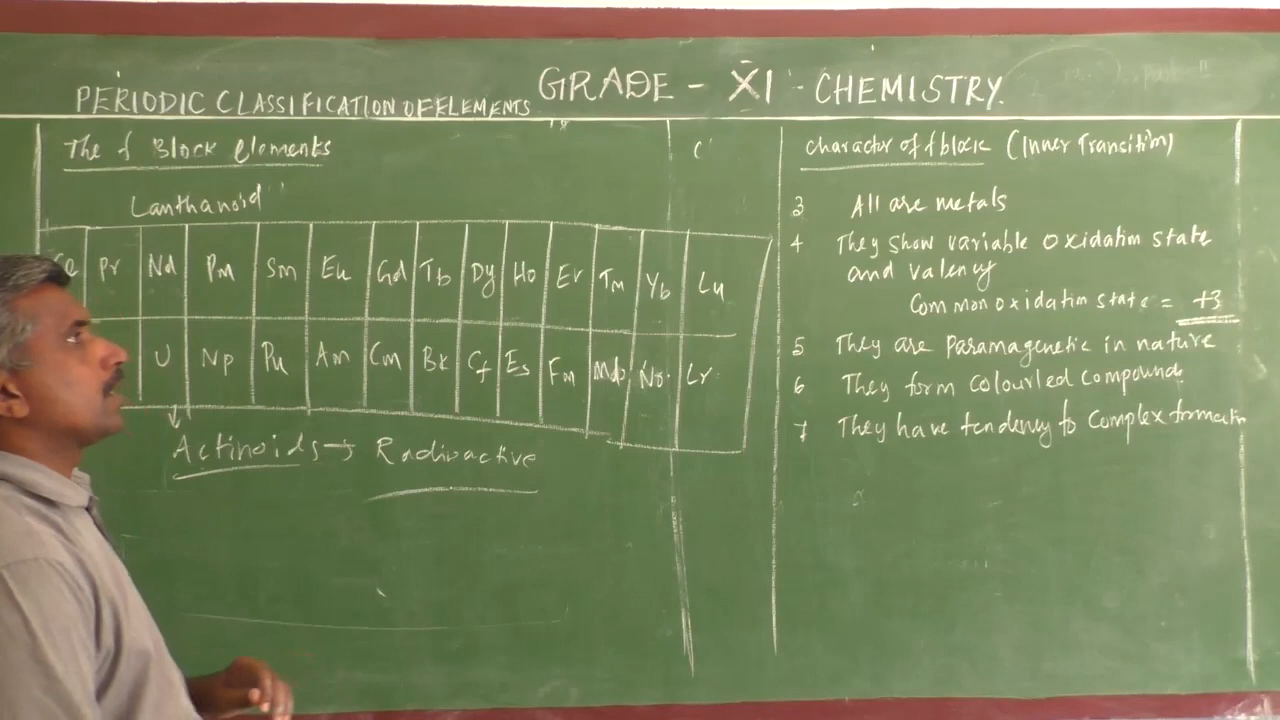 PERIODIC CLASSIFICATION OF ELEMENTS GRADE - XI - CHEMISTRY.
The f Block elements
Lanthanoid
Ce Pr Nd Pm Sm Eu Gd Tb Dy Ho Er Tm Yb Lu
U Np Pu Am Cm Bk Cf Es Fm Md No Lr
Actinoids → Radioactive
character of f block (Inner Transition)
3 All are metals
4 They show variable oxidation state
and valency
Common oxidation state = +3
5 They are Paramagenetic in nature
6 They form colourled compounds
7 They have tendency to complex formation